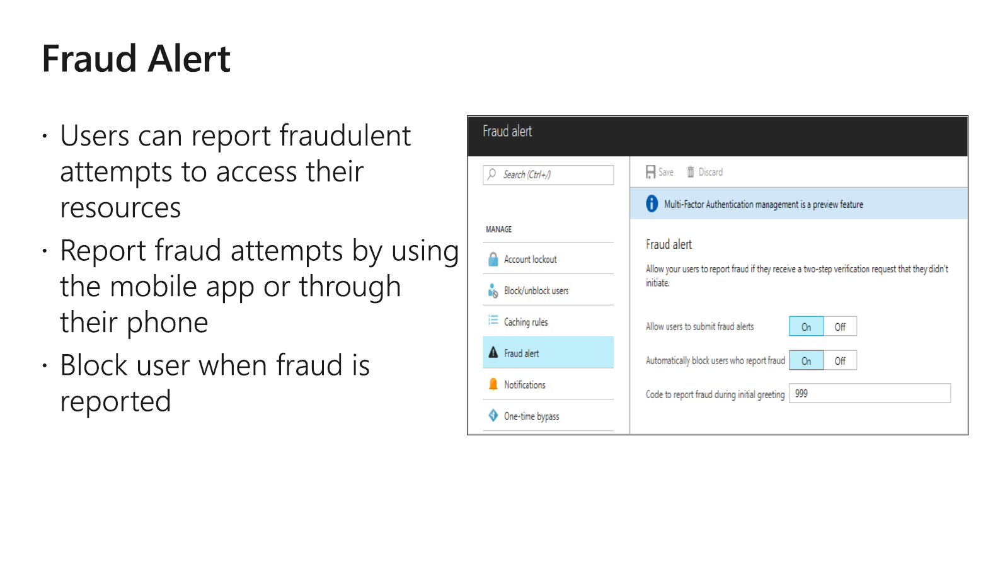 Fraud Alert
· Users can report fraudulent
attempts to access their
resources
· Report fraud attempts by using
the mobile app or through
their phone
· Block user when fraud is
reported
Fraud alert
Search (Ctrl+/)
MANAGE
Account lockout
Block/unblock users
Caching rules
Fraud alert
Notifications
One-time bypass
Save Discard
Multi-Factor Authentication management is a preview feature
Fraud alert
Allow your users to report fraud if they receive a two-step verification request that they didn't
initiate.
Allow users to submit fraud alerts On Off
Automatically block users who report fraud On Off
Code to report fraud during initial greeting 999